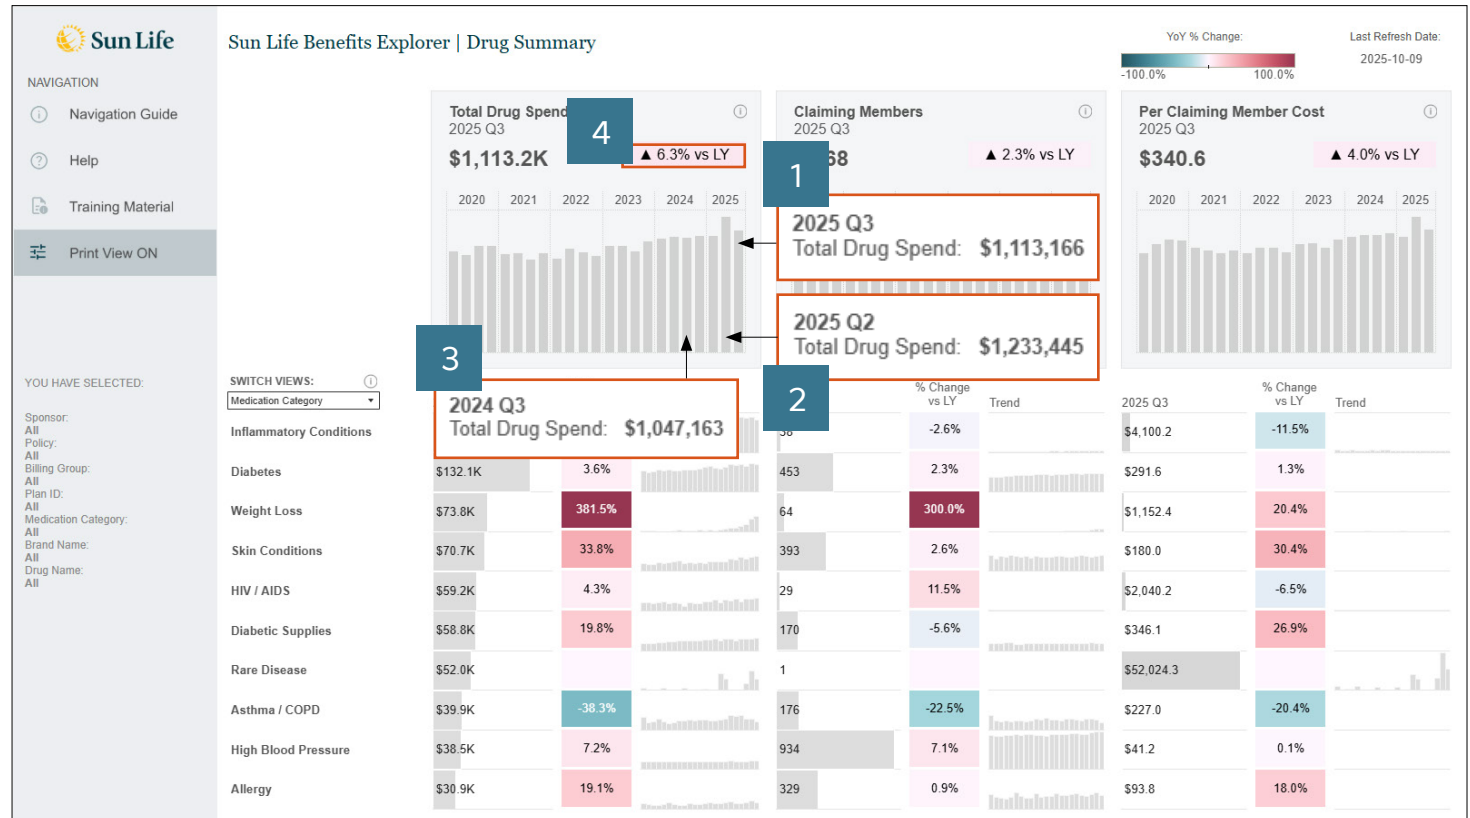 Sun Life
Sun Life Benefits Explorer | Drug Summary
YoY % Change:
-100.0%
100.0%
Last Refresh Date:
2025-10-09
NAVIGATION
Navigation Guide
Help
Training Material
Print View ON
YOU HAVE SELECTED:
Sponsor:
All
Policy:
All
Billing Group:
All
Plan ID:
All
Medication Category:
All
Brand Name:
All
Drug Name:
All
Total Drug Spend
2025 Q3
$1,113.2K
4
▲ 6.3% vs LY
2020 2021 2022 2023 2024 2025
Claiming Members
2025 Q3
68
▲ 2.3% vs LY
1
2025 Q3
Total Drug Spend: $1,113,166
2025 Q2
Total Drug Spend: $1,233,445
2
3
2024 Q3
Total Drug Spend: $1,047,163
Per Claiming Member Cost
2025 Q3
$340.6
▲ 4.0% vs LY
2020 2021 2022 2023 2024 2025
SWITCH VIEWS:
Medication Category
% Change
vs LY
Trend
2025 Q3
% Change
vs LY
Trend
Inflammatory Conditions -2.6% $4,100.2 -11.5%
Diabetes $132.1K 3.6% 453 2.3% $291.6 1.3%
Weight Loss $73.8K 381.5% 64 300.0% $1,152.4 20.4%
Skin Conditions $70.7K 33.8% 393 2.6% $180.0 30.4%
HIV / AIDS $59.2K 4.3% 29 11.5% $2,040.2 -6.5%
Diabetic Supplies $58.8K 19.8% 170 -5.6% $346.1 26.9%
Rare Disease $52.0K 1 $52,024.3
Asthma / COPD $39.9K -38.3% 176 -22.5% $227.0 -20.4%
High Blood Pressure $38.5K 7.2% 934 7.1% $41.2 0.1%
Allergy $30.9K 19.1% 329 0.9% $93.8 18.0%